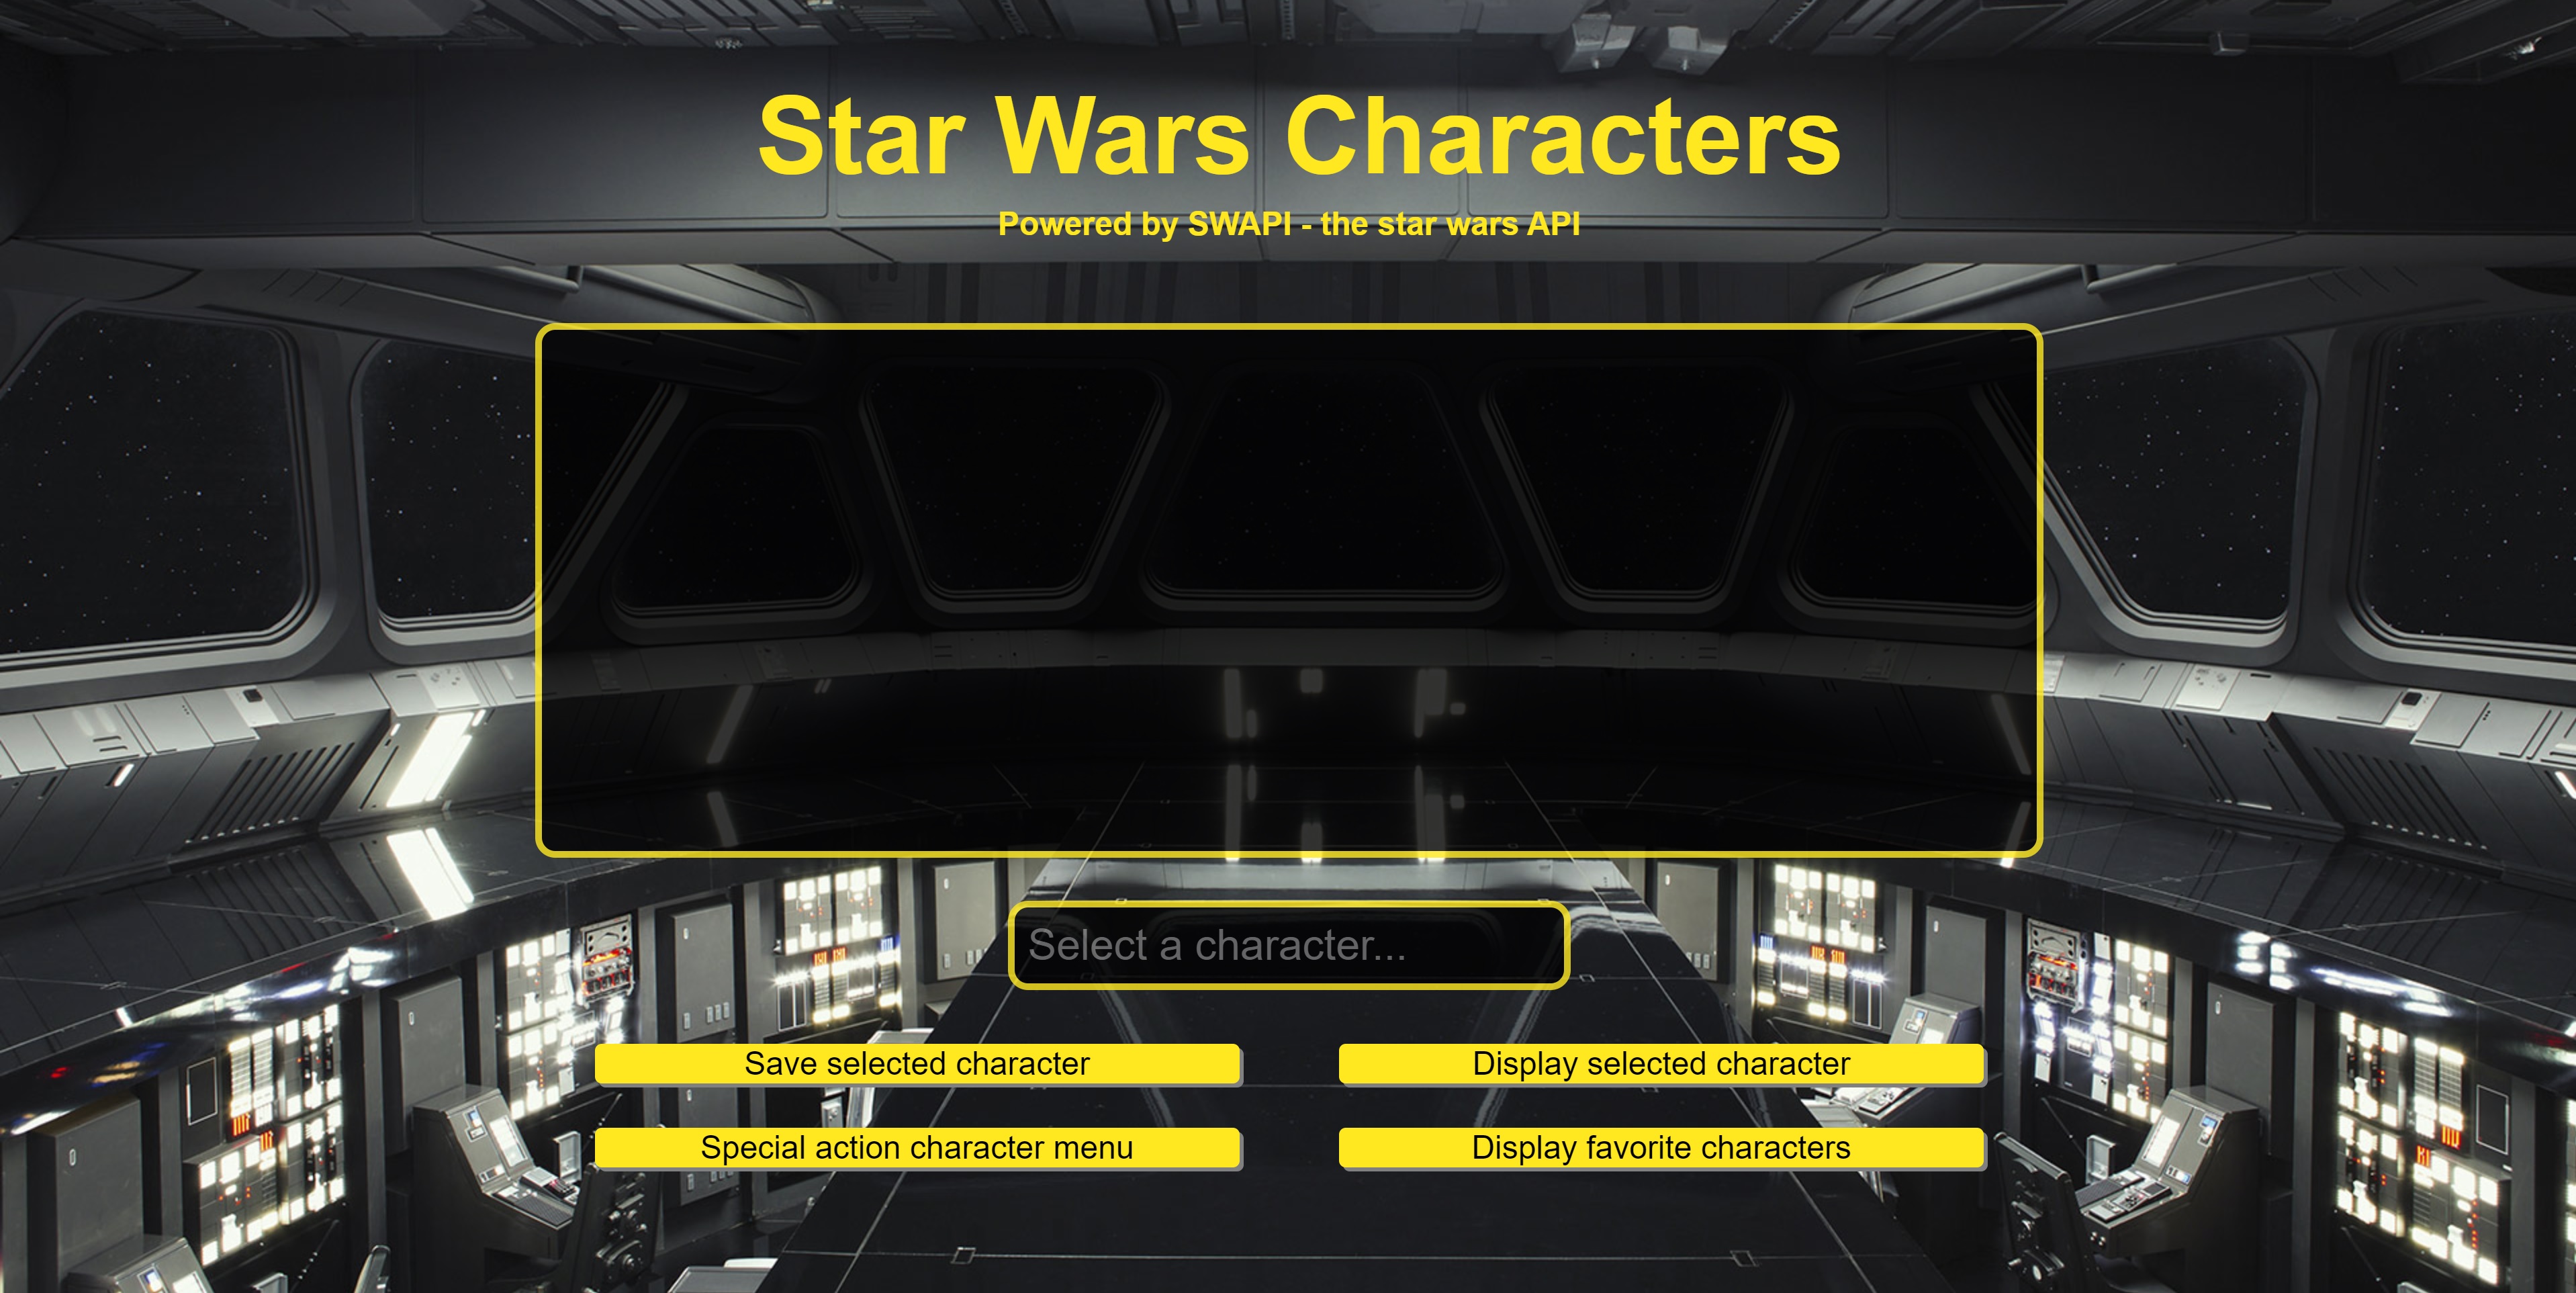 Star Wars Characters
Powered by SWAPI - the star wars API
Select a character...
Save selected character
Display selected character
Special action character menu
Display favorite characters